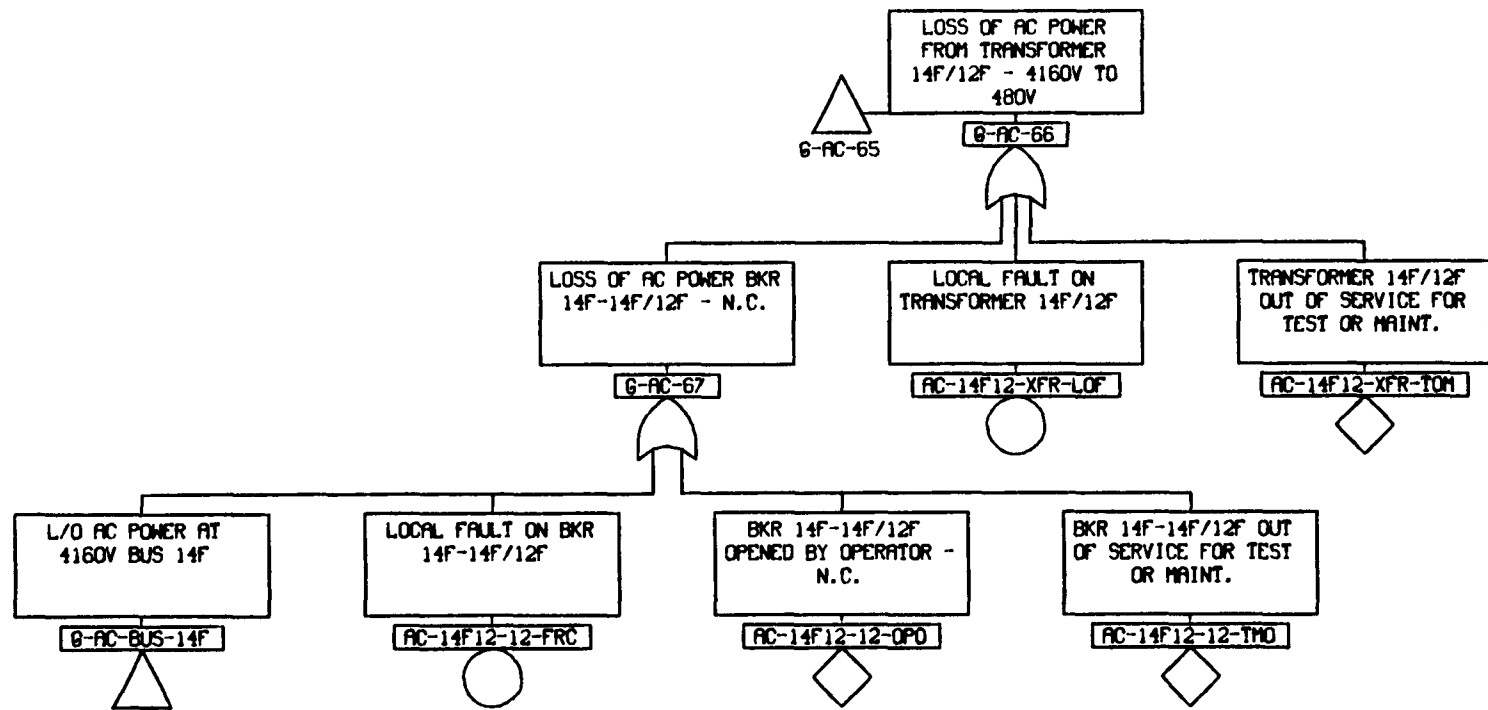 LOSS OF AC POWER
FROM TRANSFORMER
14F/12F - 4160V TO
480V
G-AC-65
G-AC-66
LOSS OF AC POWER BKR
14F-14F/12F - N.C.
LOCAL FAULT ON
TRANSFORMER 14F/12F
TRANSFORMER 14F/12F
OUT OF SERVICE FOR
TEST OR MAINT.
G-AC-67
AC-14F12-XFR-LOF
AC-14F12-XFR-TOM
L/O AC POWER AT
4160V BUS 14F
LOCAL FAULT ON BKR
14F-14F/12F
BKR 14F-14F/12F
OPENED BY OPERATOR -
N.C.
BKR 14F-14F/12F OUT
OF SERVICE FOR TEST
OR MAINT.
G-AC-BUS-14F
AC-14F12-12-FRC
AC-14F12-12-OPO
AC-14F12-12-TMO